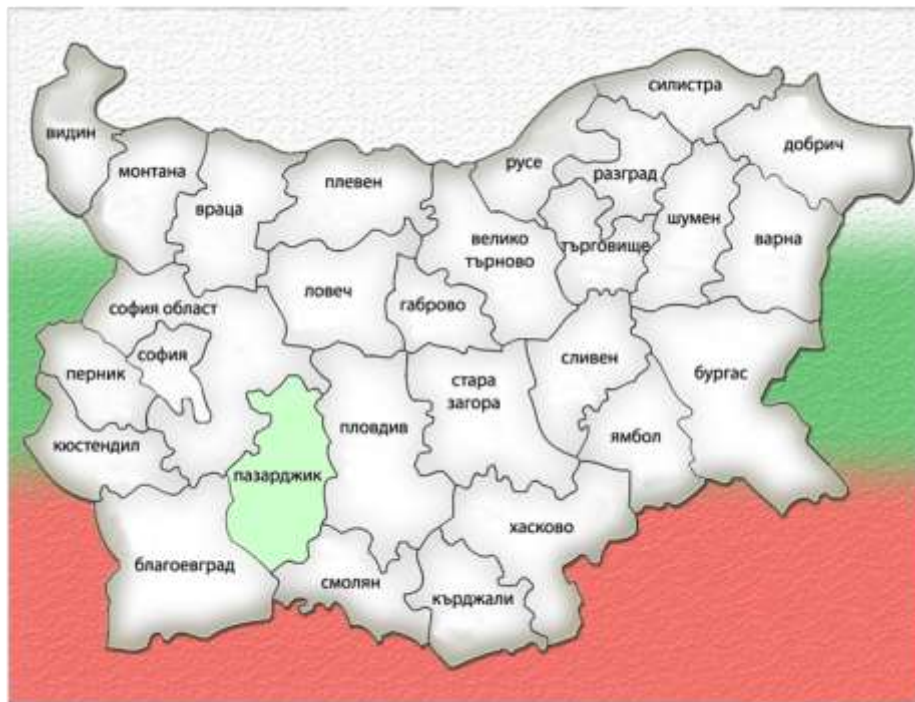 силистра
видин
добрич
русе
монтана
плевен
разград
враца
шумен
велико
търново
търговище
варна
ловеч
габрово
софия област
софия
перник
сливен
бургас
стара
загора
пловдив
ямбол
кюстендил
пазарджик
хасково
благоевград
смолян
кърджали